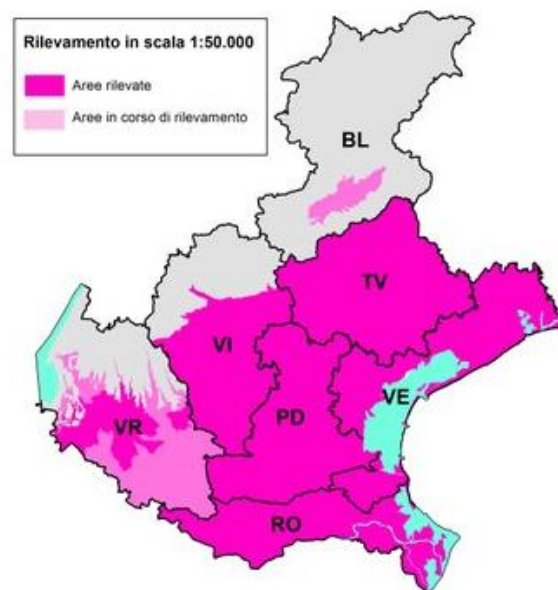 Rilevamento in scala 1:50.000
Aree rilevate
Aree in corso di rilevamento
BL
TV
VI
VE
PD
VR
RO